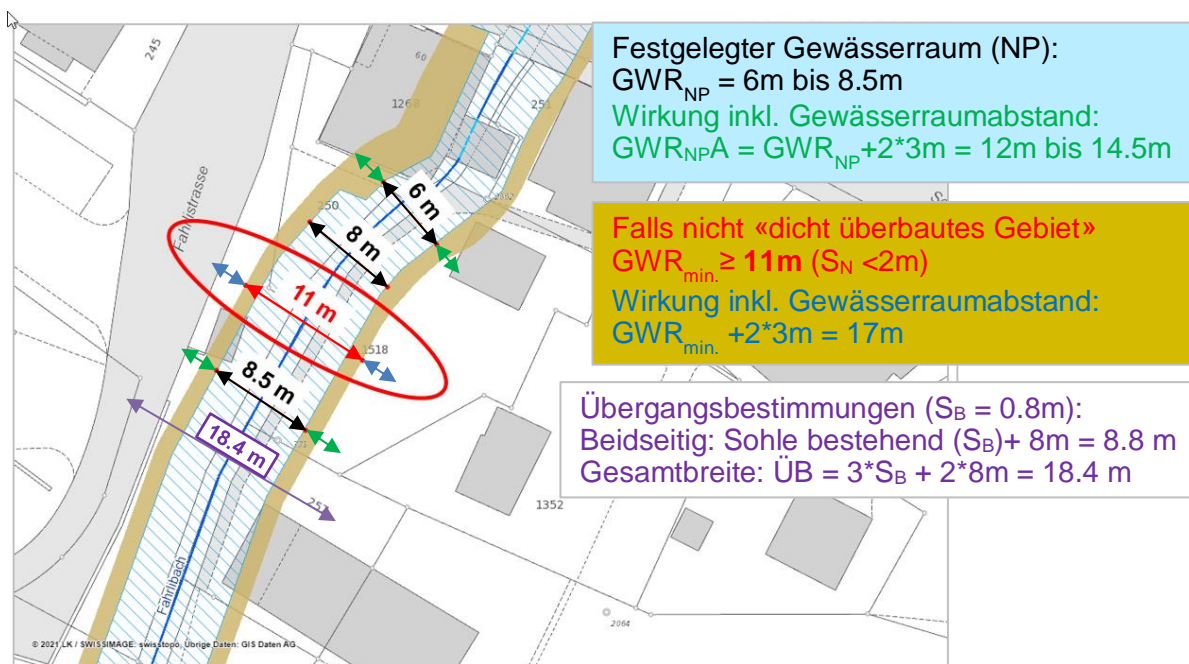 Festgelegter Gewässerraum (NP):
GWR_NP = 6m bis 8.5m
Wirkung inkl. Gewässerraumabstand:
GWR_NPA = GWR_NP+2*3m = 12m bis 14.5m
Falls nicht «dicht überbautes Gebiet»
GWR_min. ≥ 11m (S_N <2m)
Wirkung inkl. Gewässerraumabstand:
GWR_min. +2*3m = 17m
Übergangsbestimmungen (S_B = 0.8m):
Beidseitig: Sohle bestehend (S_B)+ 8m = 8.8 m
Gesamtbreite: ÜB = 3*S_B + 2*8m = 18.4 m
245
60
251
250
Fahrlistrasse
6 m
8 m
11 m
1518
8.5 m
18.4 m
1352
Fahrlibach
2064
© 2021 LK / SWISSIMAGE: swisstopo, Übrige Daten: GIS Daten AG